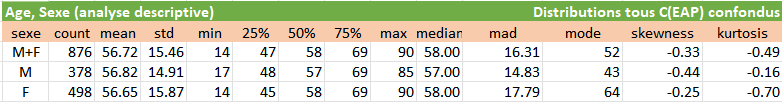 Age, Sexe (analyse descriptive) Distributions tous C(EAP) confondus
sexe count mean std min 25% 50% 75% max median mad mode skewness kurtosis
M+F 876 56.72 15.46 14 47 58 69 90 58.00 16.31 52 -0.33 -0.49
M 378 56.82 14.91 17 48 57 69 85 57.00 14.83 43 -0.44 -0.16
F 498 56.65 15.87 14 45 58 69 90 58.00 17.79 64 -0.25 -0.70